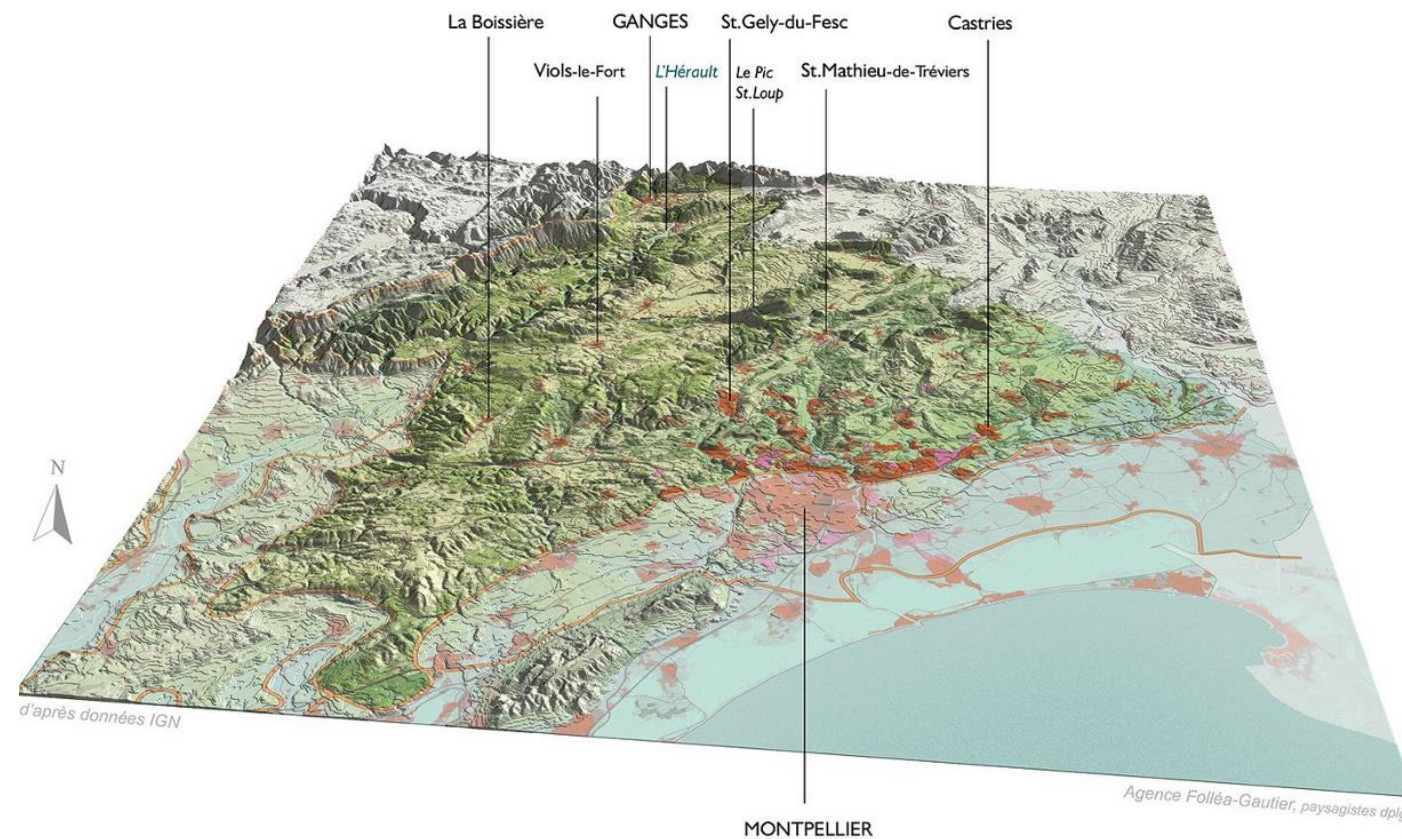 La Boissière
GANGES
St.Gely-du-Fesc
Castries
Viols-le-Fort
L'Hérault
Le Pic
St.Loup
St.Mathieu-de-Tréviers
N
d'après données IGN
Agence Folléa-Gautier, paysagistes dplg
MONTPELLIER